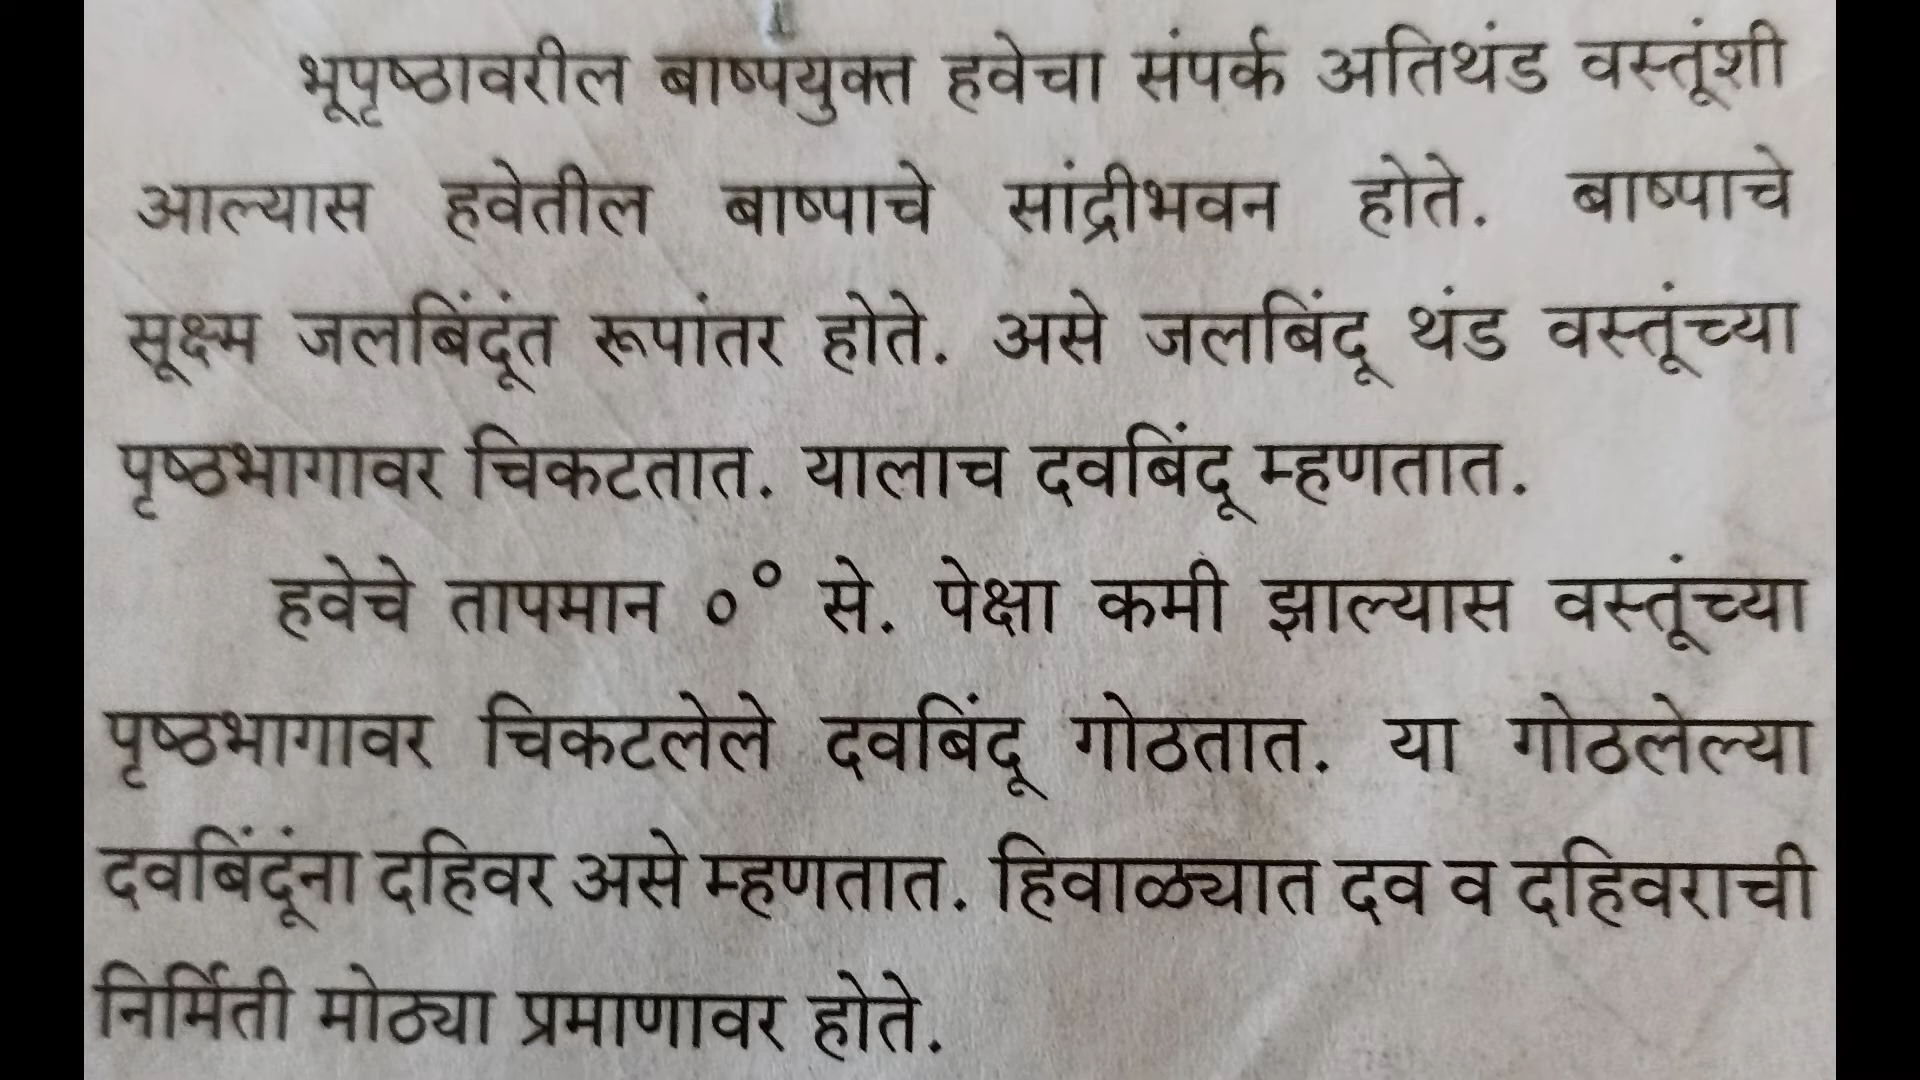 भूपृष्ठावरील बाष्पयुक्त हवेचा संपर्क अतिथंड वस्तूंशी
आल्यास हवेतील बाष्पाचे सांद्रीभवन होते. बाष्पाचे
सूक्ष्म जलबिंदूंत रूपांतर होते. असे जलबिंदू थंड वस्तूंच्या
पृष्ठभागावर चिकटतात. यालाच दवबिंदू म्हणतात.
हवेचे तापमान ०° से. पेक्षा कमी झाल्यास वस्तूंच्या
पृष्ठभागावर चिकटलेले दवबिंदू गोठतात. या गोठलेल्या
दवबिंदूंना दहिवर असे म्हणतात. हिवाळ्यात दव व दहिवराची
निर्मिती मोठ्या प्रमाणावर होते.